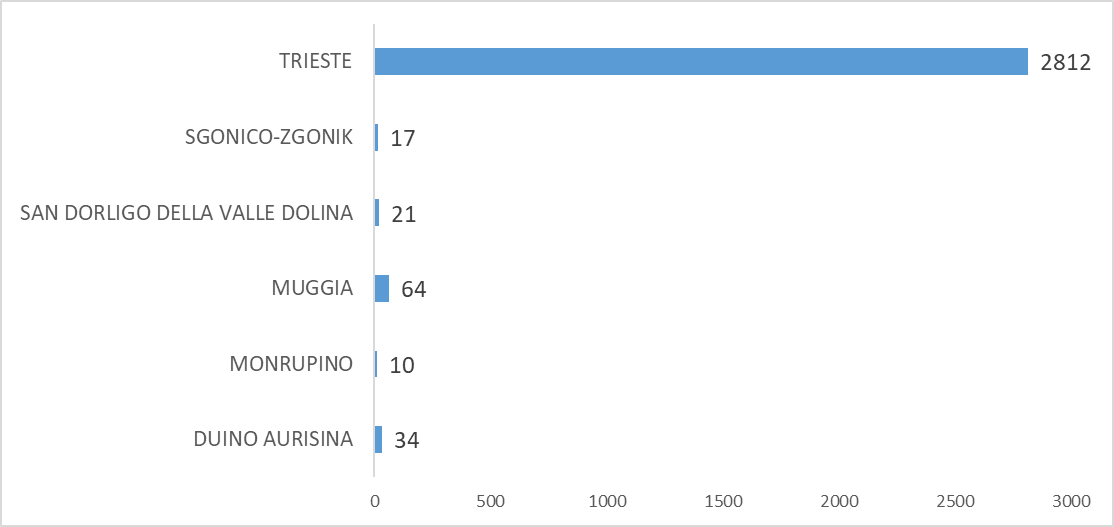 TRIESTE 2812
SGONICO-ZGONIK 17
SAN DORLIGO DELLA VALLE DOLINA 21
MUGGIA 64
MONRUPINO 10
DUINO AURISINA 34
0 500 1000 1500 2000 2500 3000